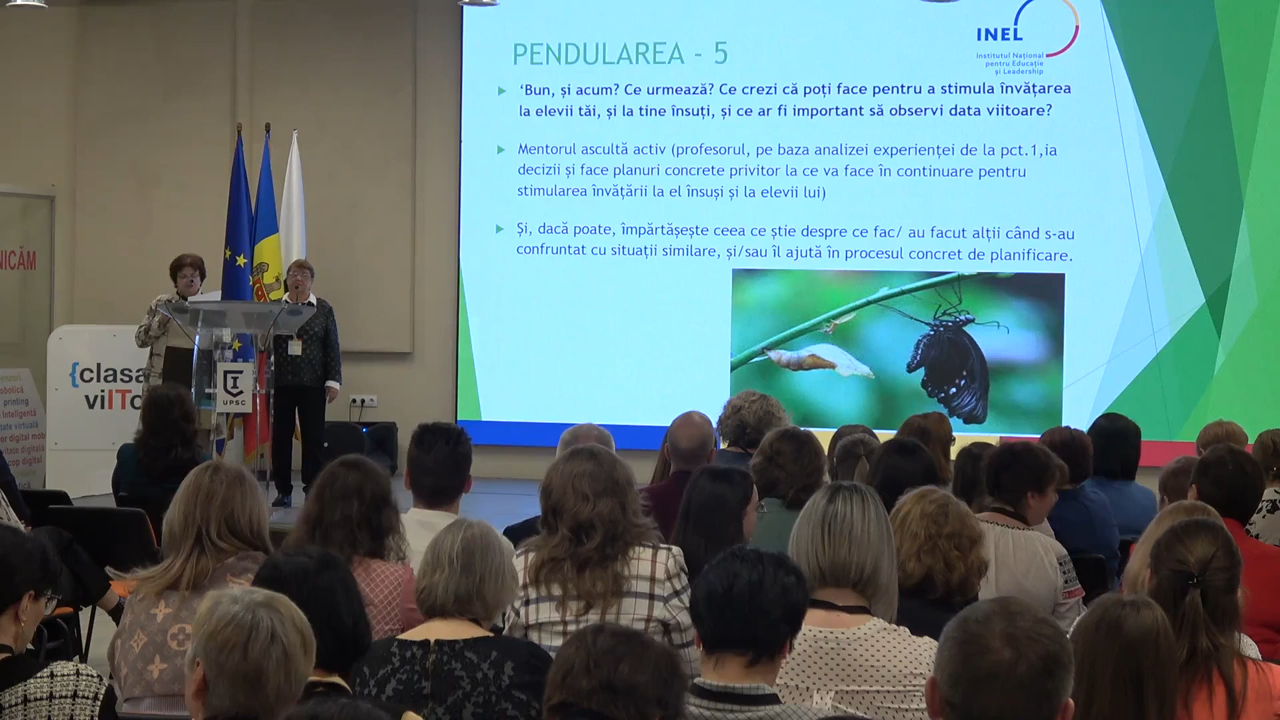 PENDULAREA - 5
INEL
Institutul Național
pentru Educație
și Leadership
‘Bun, și acum? Ce urmează? Ce crezi că poți face pentru a stimula învățarea
la elevii tăi, și la tine însuți, și ce ar fi important să observi data viitoare?
Mentorul ascultă activ (profesorul, pe baza analizei experienței de la pct.1,ia
decizii și face planuri concrete privitor la ce va face în continuare pentru
stimularea învățării la el însuși și la elevii lui)
Și, dacă poate, împărtășește ceea ce știe despre ce fac/ au facut alții când s-au
confruntat cu situații similare, și/sau îl ajută în procesul concret de planificare.
NICĂM
{clasa
viITo
UPSC
robotică
printing
Inteligentă
virtuală
digital
digital